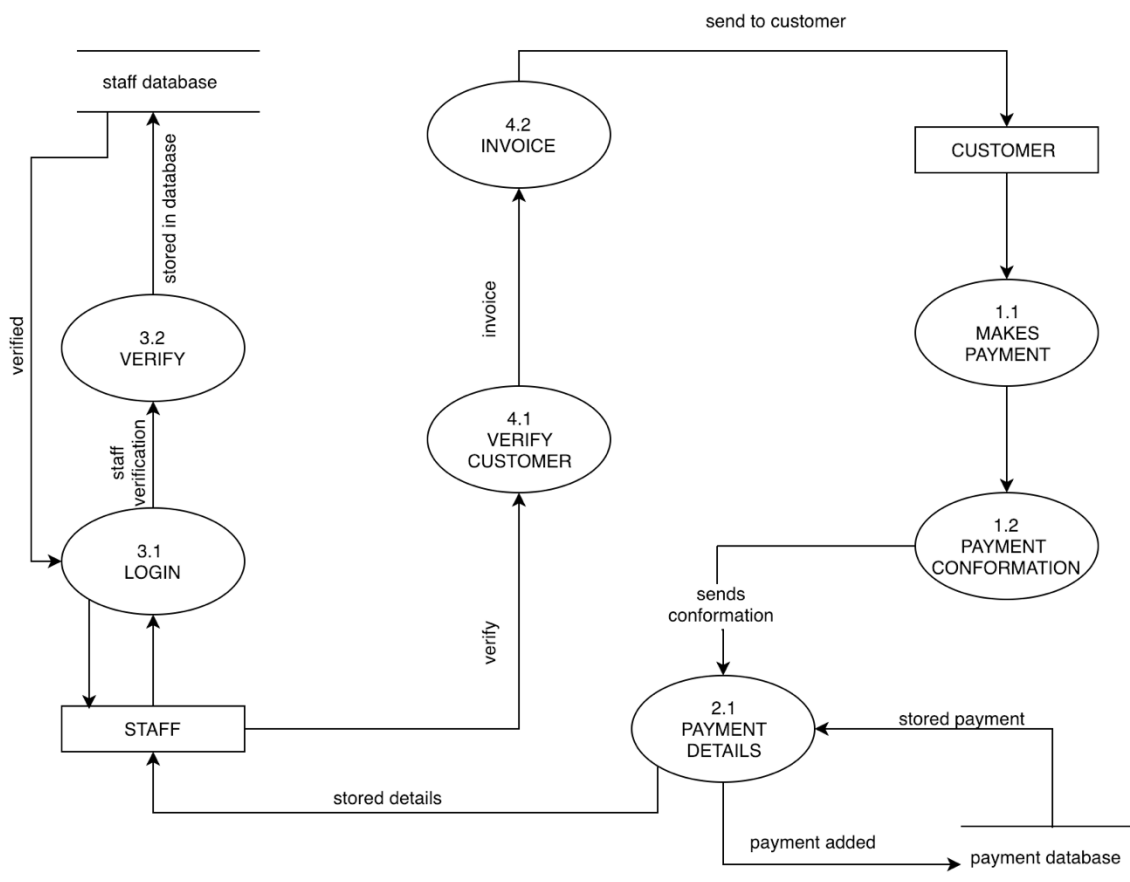 send to customer
staff database
4.2
INVOICE
CUSTOMER
stored in database
verified
invoice
3.2
VERIFY
1.1
MAKES
PAYMENT
4.1
VERIFY
CUSTOMER
staff
verification
3.1
LOGIN
1.2
PAYMENT
CONFORMATION
sends
conformation
verify
2.1
PAYMENT
DETAILS
stored payment
STAFF
stored details
payment added
payment database